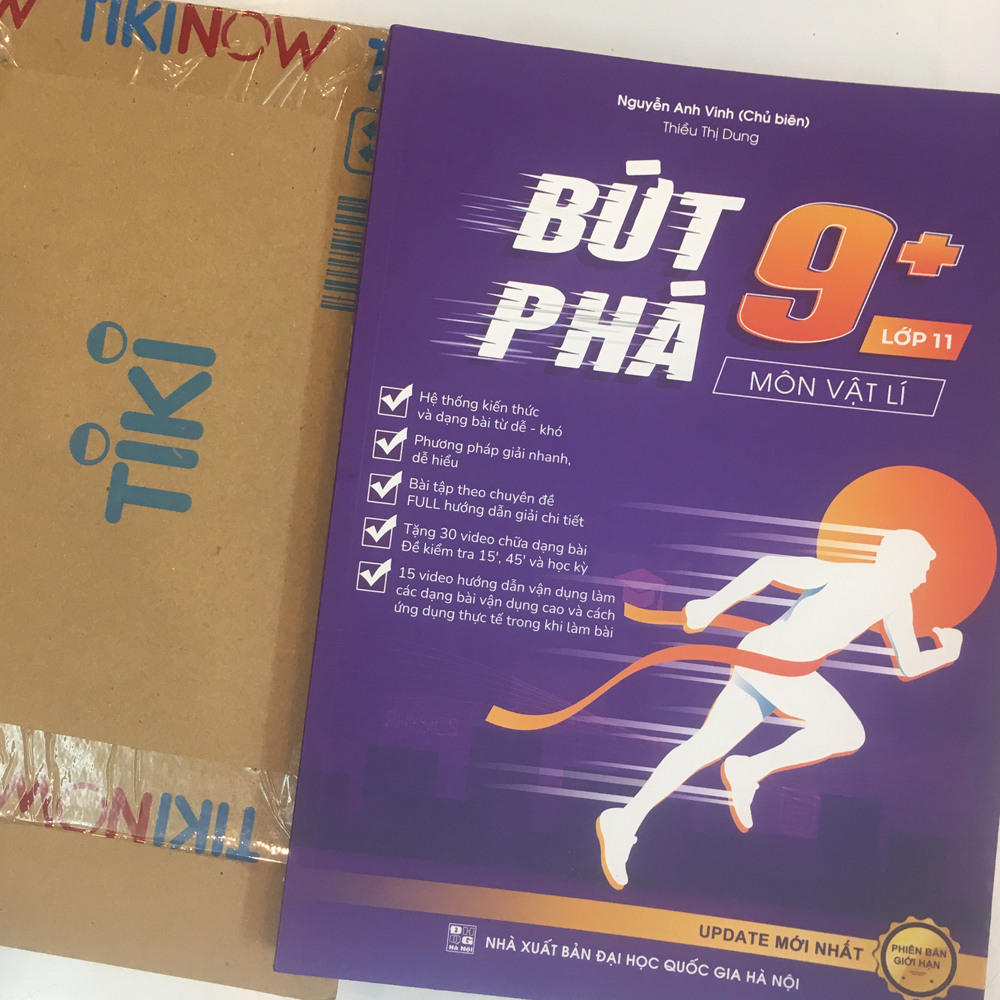 TIKINOW
TIKI
TIKINOW
Nguyễn Anh Vinh (Chủ biên)
Thiều Thị Dung
BỨT
PHÁ
9+
LỚP 11
MÔN VẬT LÍ
Hệ thống kiến thức
và dạng bài từ dễ - khó
Phương pháp giải nhanh,
dễ hiểu
Bài tập theo chuyên đề
FULL hướng dẫn giải chi tiết
Tặng 30 video chữa dạng bài
Đề kiểm tra 15', 45' và học kỳ
15 video hướng dẫn vận dụng làm
các dạng bài vận dụng cao và cách
ứng dụng thực tế trong khi làm bài
UPDATE MỚI NHẤT
PHIÊN BẢN
GIỚI HẠN
Hà Nội
NHÀ XUẤT BẢN ĐẠI HỌC QUỐC GIA HÀ NỘI